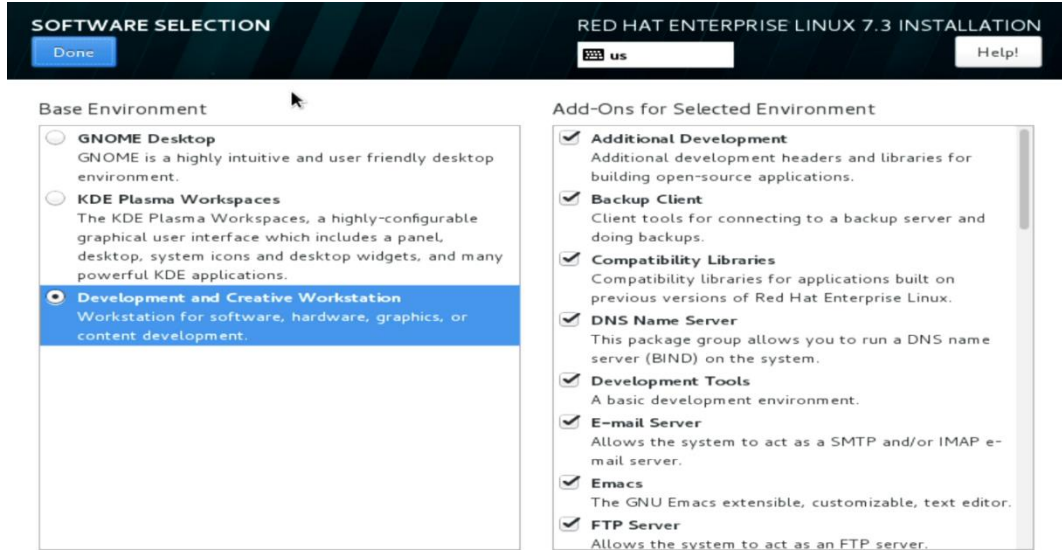 SOFTWARE SELECTION
Done
RED HAT ENTERPRISE LINUX 7.3 INSTALLATION
us
Help!
Base Environment
GNOME Desktop
GNOME is a highly intuitive and user friendly desktop
environment.
KDE Plasma Workspaces
The KDE Plasma Workspaces, a highly-configurable
graphical user interface which includes a panel,
desktop, system icons and desktop widgets, and many
powerful KDE applications.
Development and Creative Workstation
Workstation for software, hardware, graphics, or
content development.
Add-Ons for Selected Environment
Additional Development
Additional development headers and libraries for
building open-source applications.
Backup Client
Client tools for connecting to a backup server and
doing backups.
Compatibility Libraries
Compatibility libraries for applications built on
previous versions of Red Hat Enterprise Linux.
DNS Name Server
This package group allows you to run a DNS name
server (BIND) on the system.
Development Tools
A basic development environment.
E-mail Server
Allows the system to act as a SMTP and/or IMAP e-
mail server.
Emacs
The GNU Emacs extensible, customizable, text editor.
FTP Server
Allows the system to act as an FTP server.